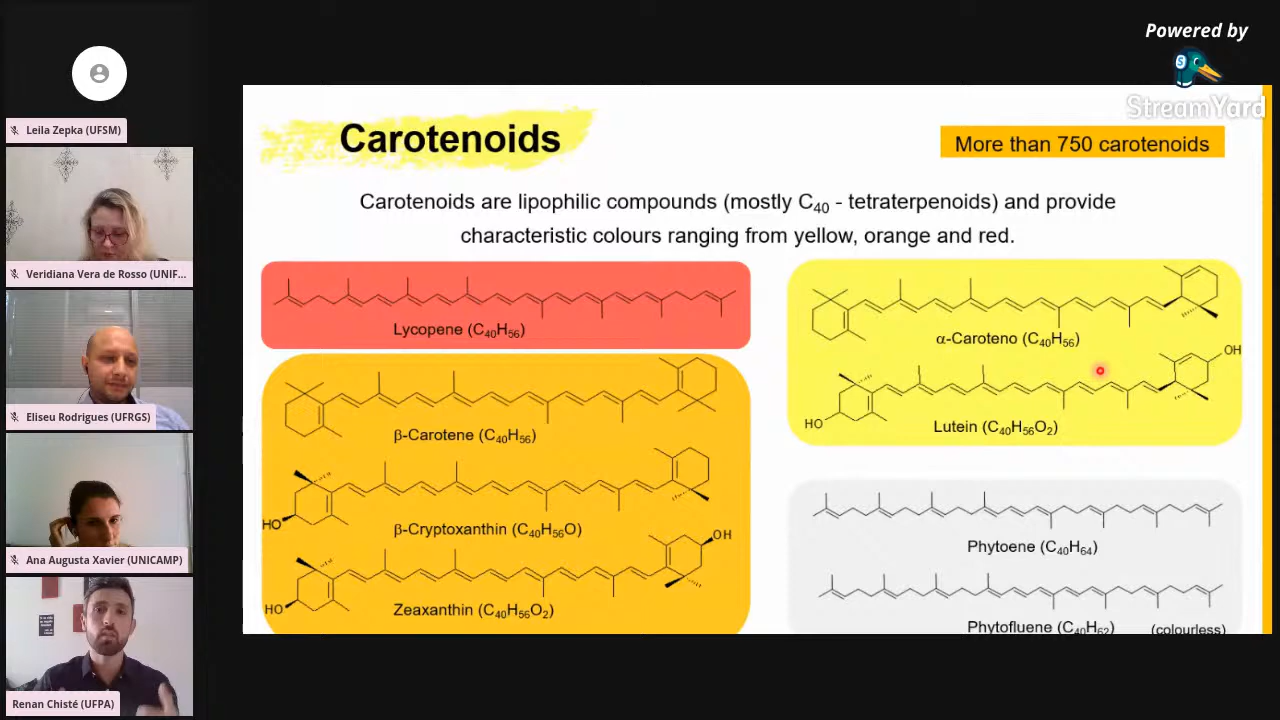 Powered by
StreamYard
Leila Zepka (UFSM)
Veridiana Vera de Rosso (UNIF...
Eliseu Rodrigues (UFRGS)
Ana Augusta Xavier (UNICAMP)
Renan Chisté (UFPA)
Carotenoids
More than 750 carotenoids
Carotenoids are lipophilic compounds (mostly C₄₀ - tetraterpenoids) and provide
characteristic colours ranging from yellow, orange and red.
Lycopene (C₄₀H₅₆)
β-Carotene (C₄₀H₅₆)
HO
β-Cryptoxanthin (C₄₀H₅₆O)
OH
HO
Zeaxanthin (C₄₀H₅₆O₂)
α-Caroteno (C₄₀H₅₆)
OH
HO
Lutein (C₄₀H₅₆O₂)
Phytoene (C₄₀H₆₄)
Phytofluene (C₄₀H₆₂)
(colourless)